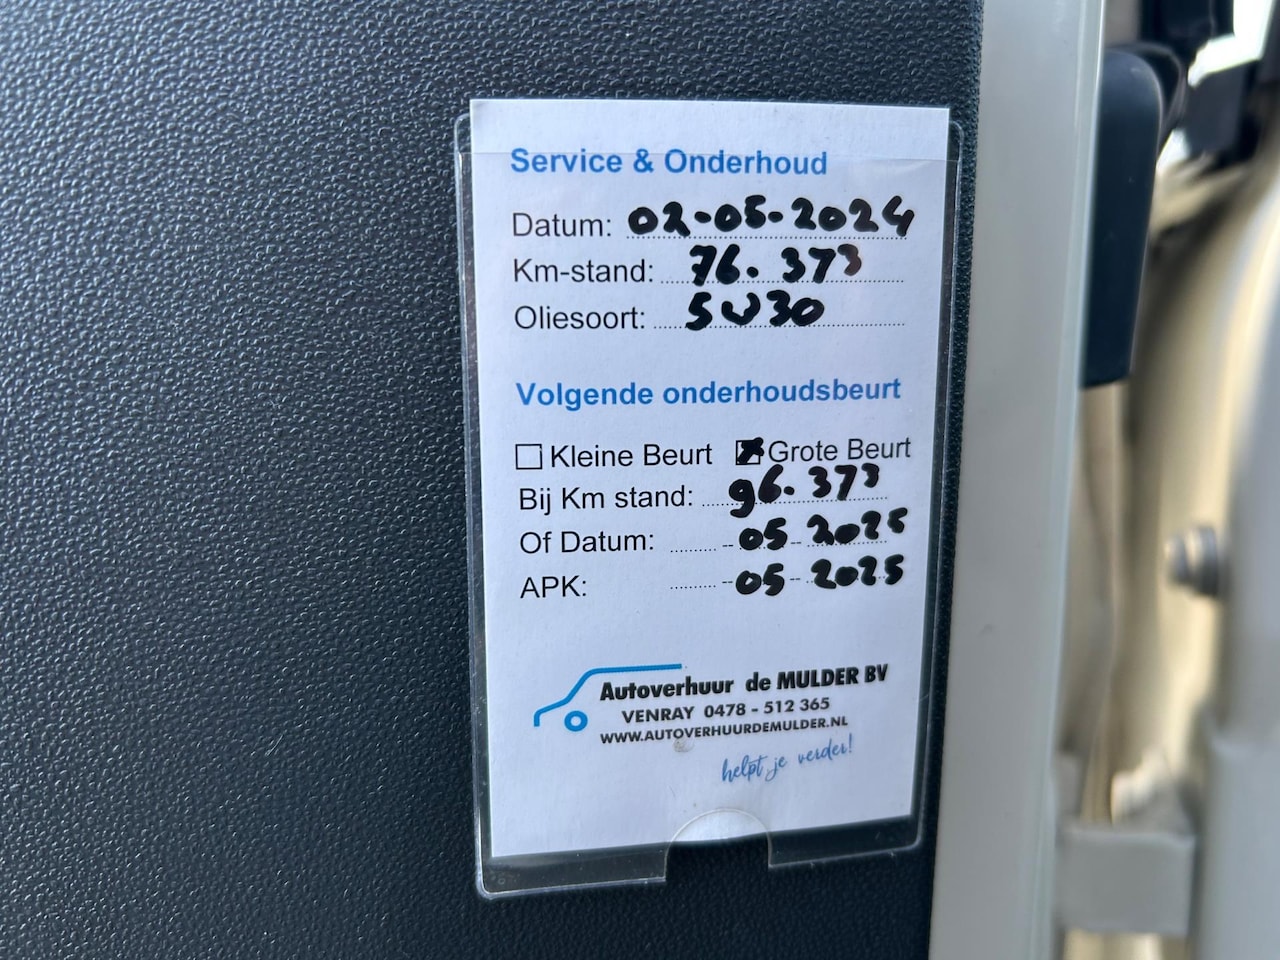 Service & Onderhoud
Datum: 02-05-2024
Km-stand: 76.373
Oliesoort: 5W30
Volgende onderhoudsbeurt
Kleine Beurt Grote Beurt
Bij Km stand: 96.373
Of Datum: -05-2025
APK: -05-2025
Autoverhuur de MULDER BV
VENRAY 0478 - 512 365
WWW.AUTOVERHUURDEMULDER.NL
helpt je verder!